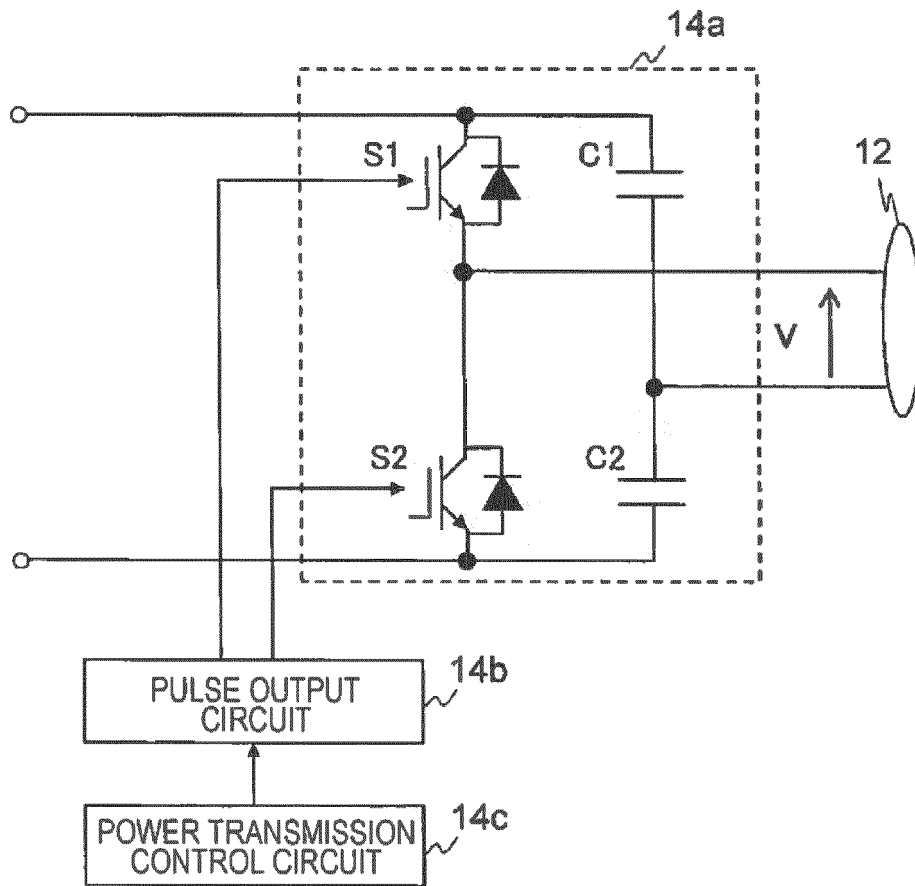 14a
S1
C1
12
V
S2
C2
PULSE OUTPUT
CIRCUIT
14b
POWER TRANSMISSION
CONTROL CIRCUIT
14c